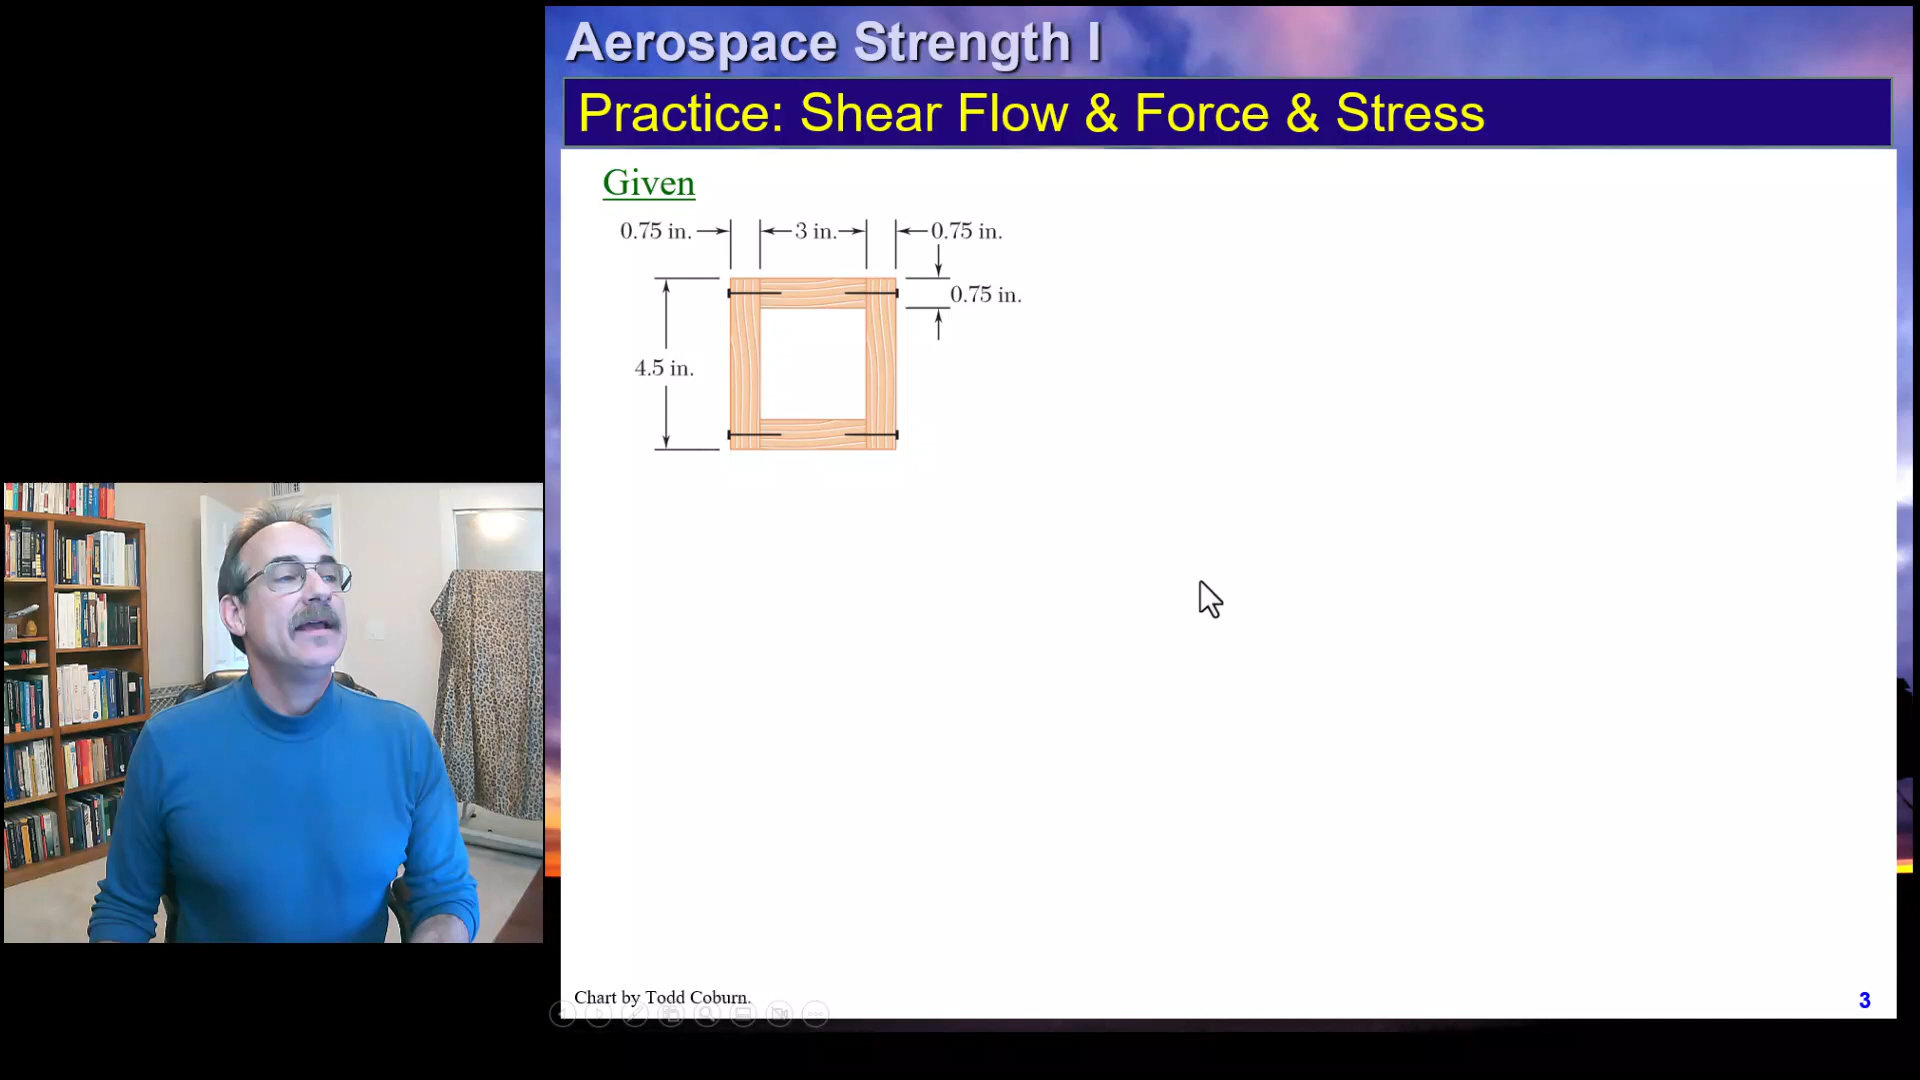 Aerospace Strength I
Practice: Shear Flow & Force & Stress
Given
0.75 in.
3 in.
0.75 in.
0.75 in.
4.5 in.
Chart by Todd Coburn.
3